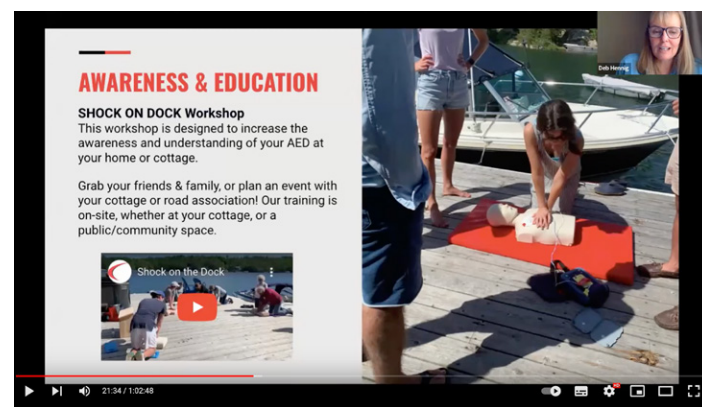 Deb Hennig
AWARENESS & EDUCATION
SHOCK ON DOCK Workshop
This workshop is designed to increase the
awareness and understanding of your AED at
your home or cottage.
Grab your friends & family, or plan an event with
your cottage or road association! Our training is
on-site, whether at your cottage, or a
public/community space.
Shock on the Dock
21:34 / 1:02:48